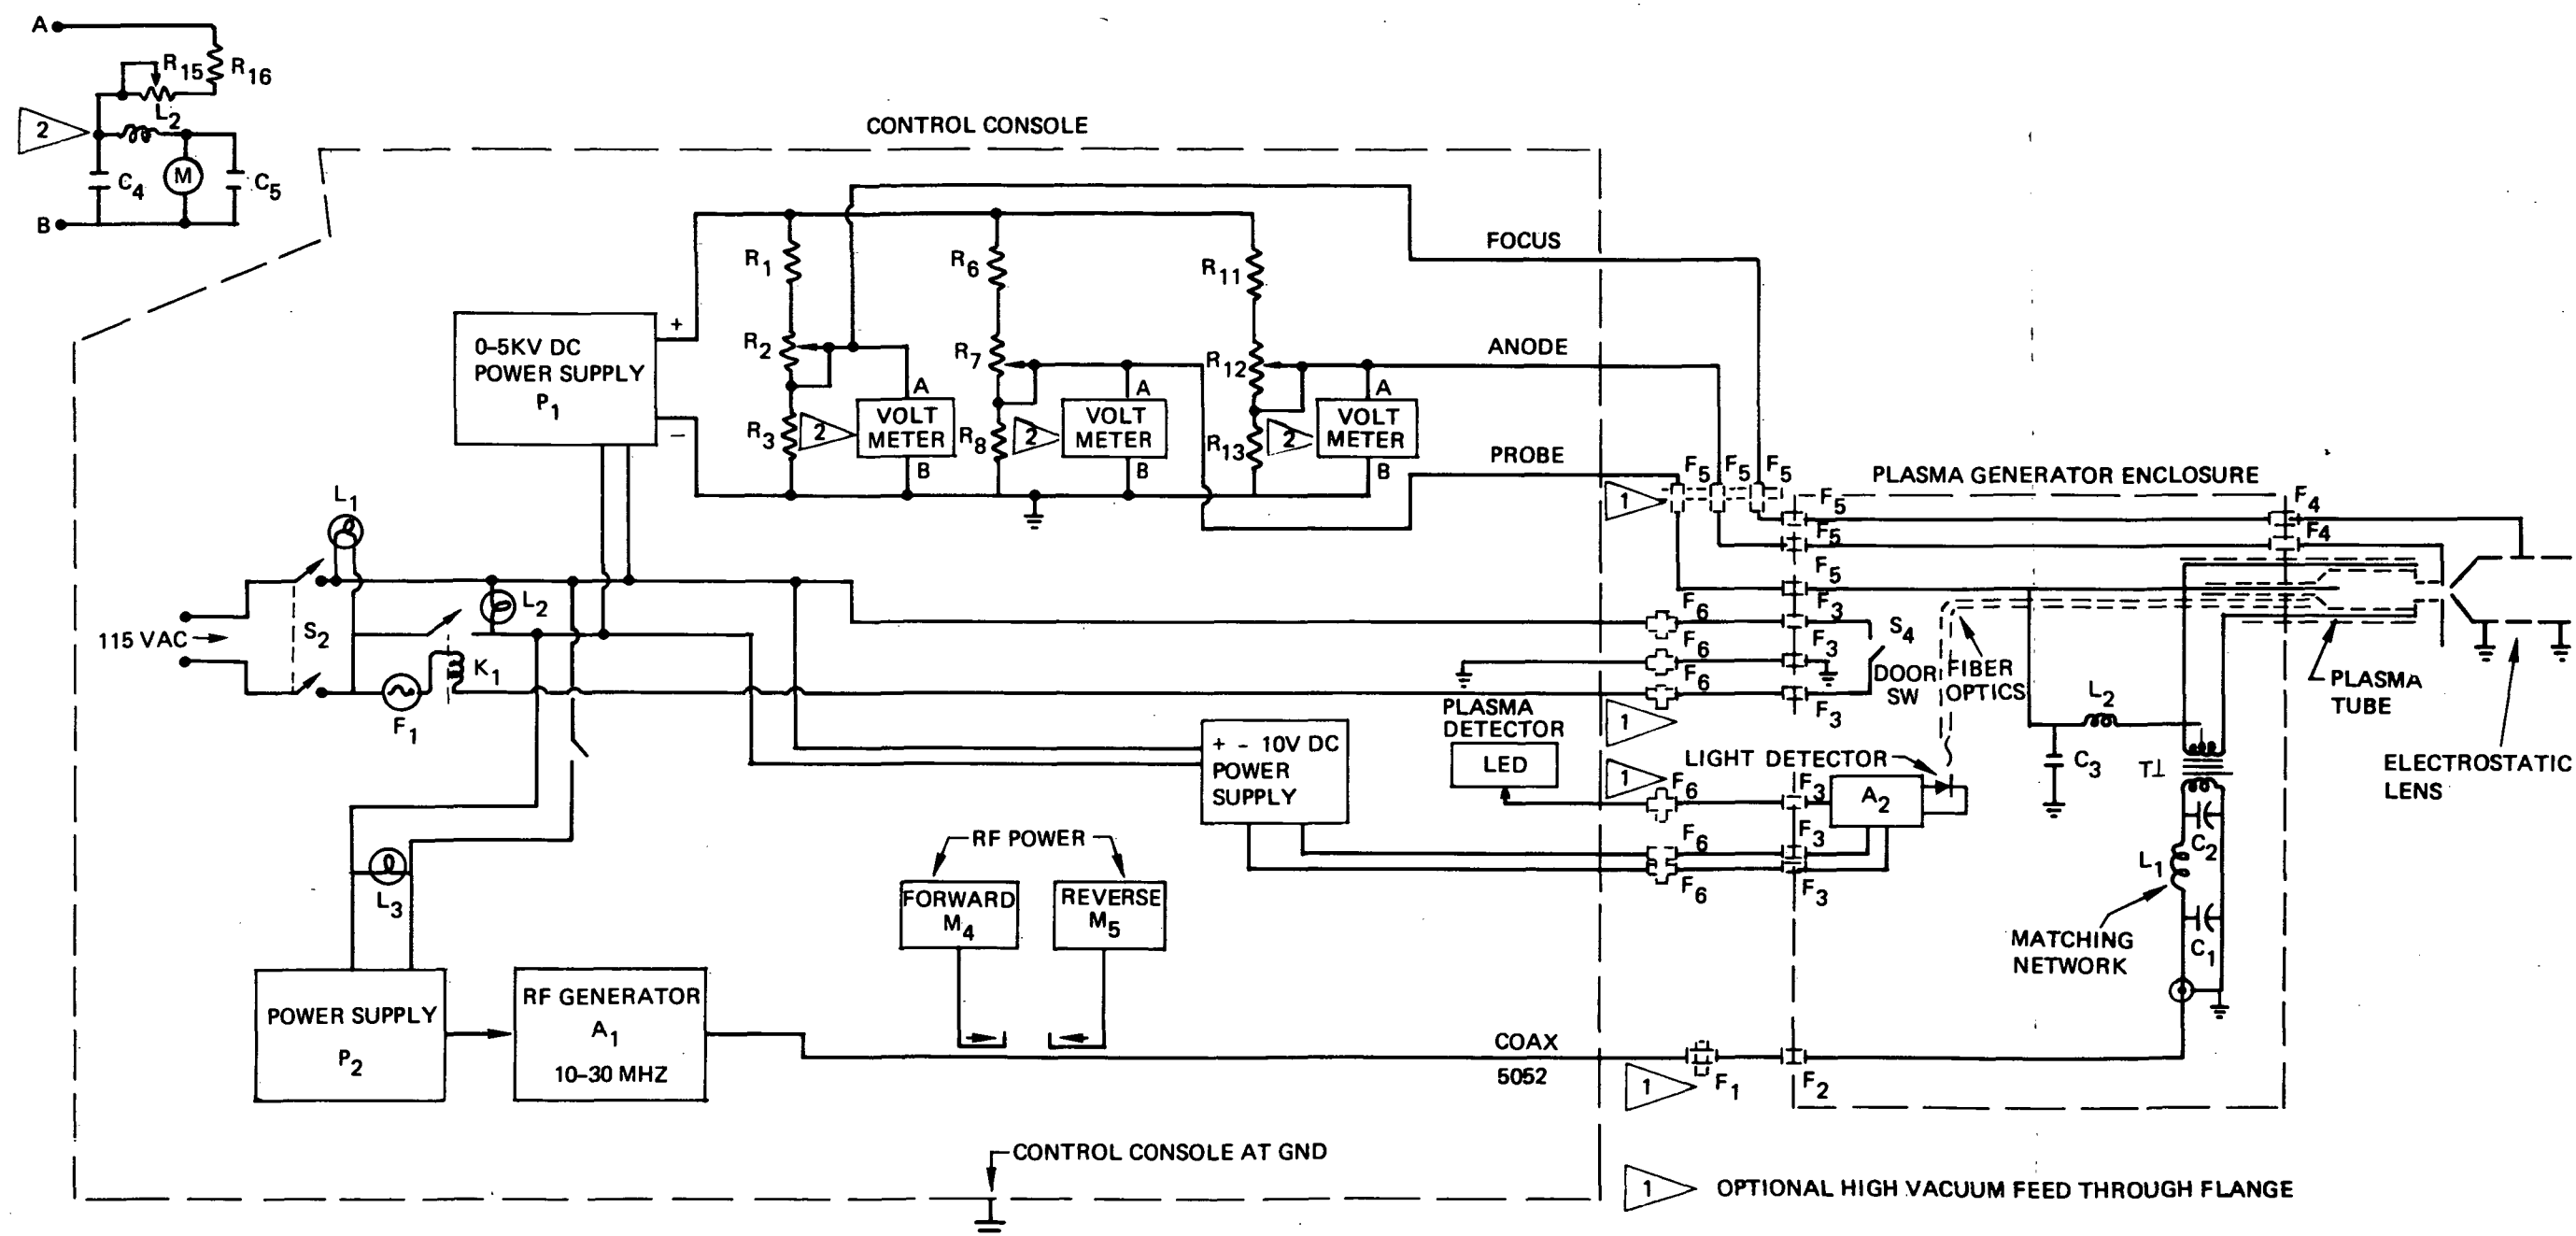 A
R15
R16
L2
2
C4
M
C5
B
CONTROL CONSOLE
FOCUS
R1
R6
R11
0–5KV DC
POWER SUPPLY
P1
+
−
R2
R7
R12
ANODE
A
A
A
R3
2
VOLT
METER
R8
2
VOLT
METER
R13
2
VOLT
METER
B
B
B
PROBE
F5
F5
F5
1
PLASMA GENERATOR ENCLOSURE
F5
F4
F5
F4
F5
L1
L2
115 VAC
S2
K1
F1
F6
F3
S4
F6
F3
F6
F3
DOOR
SW
FIBER
OPTICS
1
PLASMA
TUBE
ELECTROSTATIC
LENS
L2
C3
T1
PLASMA
DETECTOR
LED
1
LIGHT DETECTOR
F6
F3
A2
+ - 10V DC
POWER
SUPPLY
F6
F3
F6
F3
C2
L1
C1
MATCHING
NETWORK
L3
RF POWER
FORWARD
M4
REVERSE
M5
POWER SUPPLY
P2
RF GENERATOR
A1
10–30 MHZ
COAX
5052
1
F1
F2
CONTROL CONSOLE AT GND
1
OPTIONAL HIGH VACUUM FEED THROUGH FLANGE